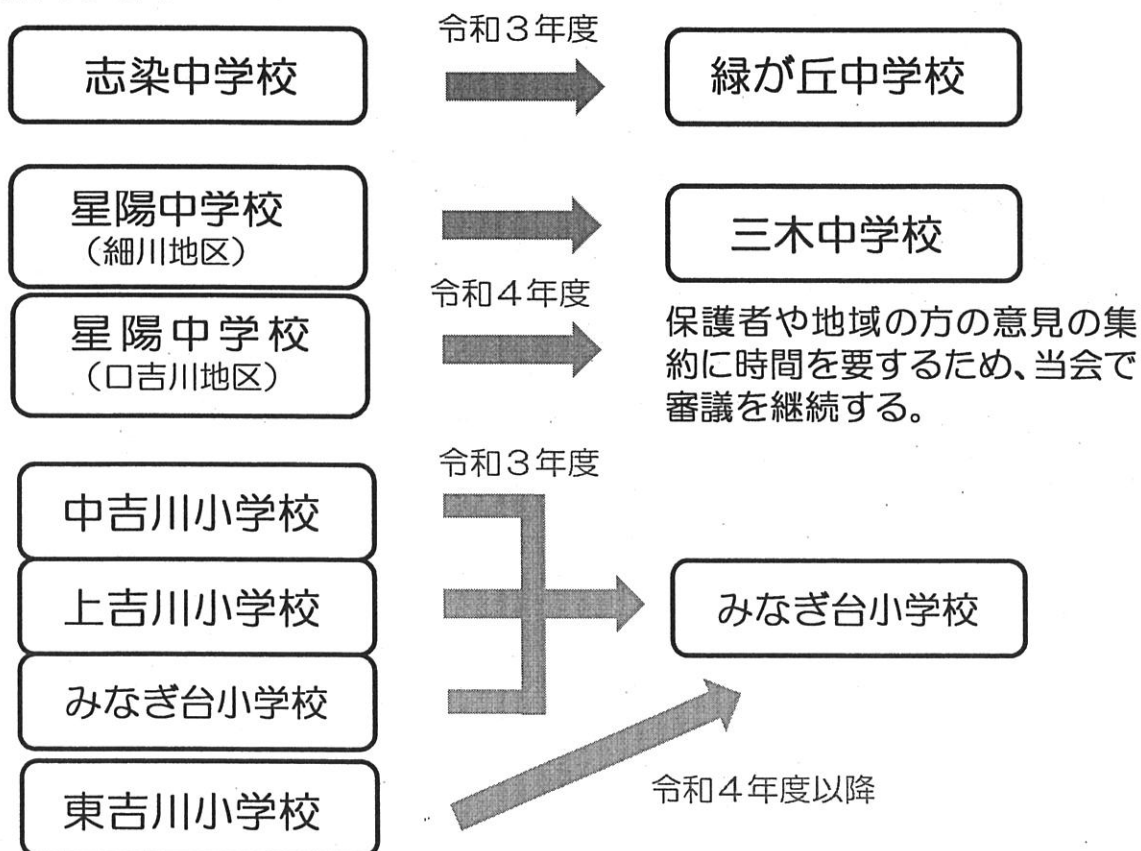 令和3年度
志染中学校
緑が丘中学校
星陽中学校
（細川地区）
三木中学校
令和4年度
星陽中学校
（口吉川地区）
保護者や地域の方の意見の集
約に時間を要するため、当会で
審議を継続する。
令和3年度
中吉川小学校
上吉川小学校
みなぎ台小学校
みなぎ台小学校
東吉川小学校
令和4年度以降